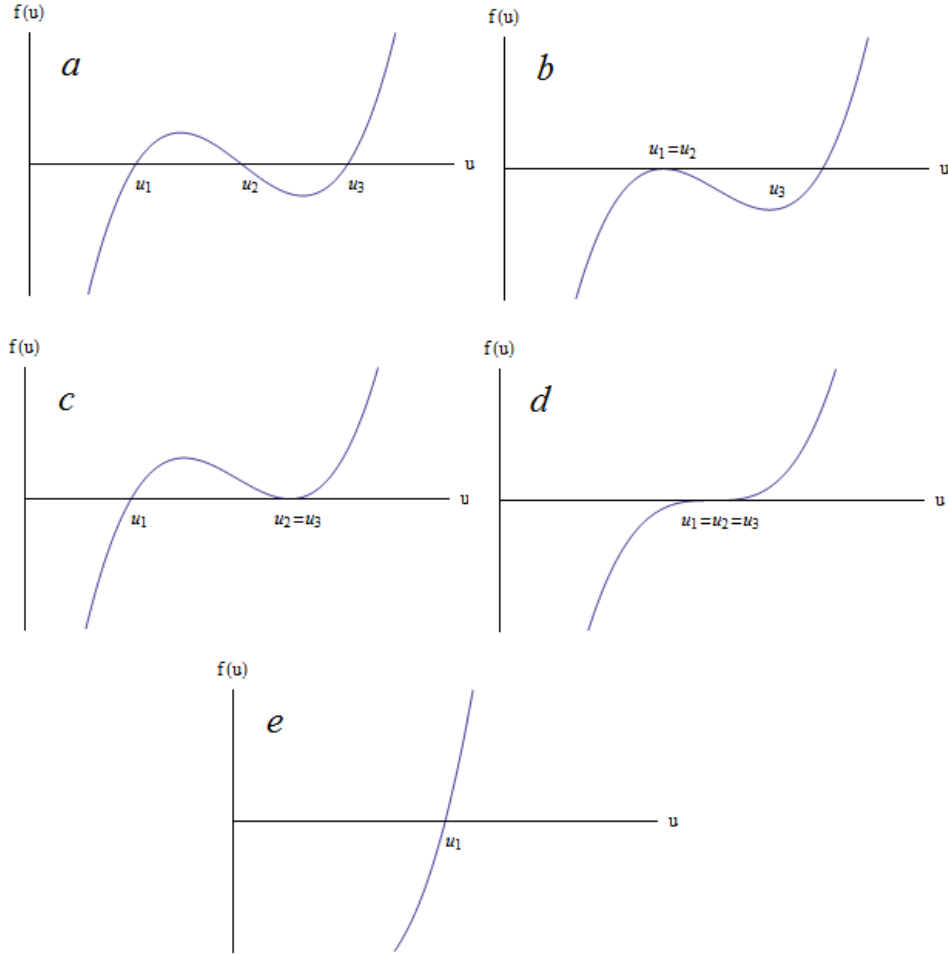 f(u)
a
u
u₁
u₂
u₃
f(u)
b
u₁=u₂
u
u₃
f(u)
c
u
u₁
u₂=u₃
f(u)
d
u
u₁=u₂=u₃
f(u)
e
u
u₁